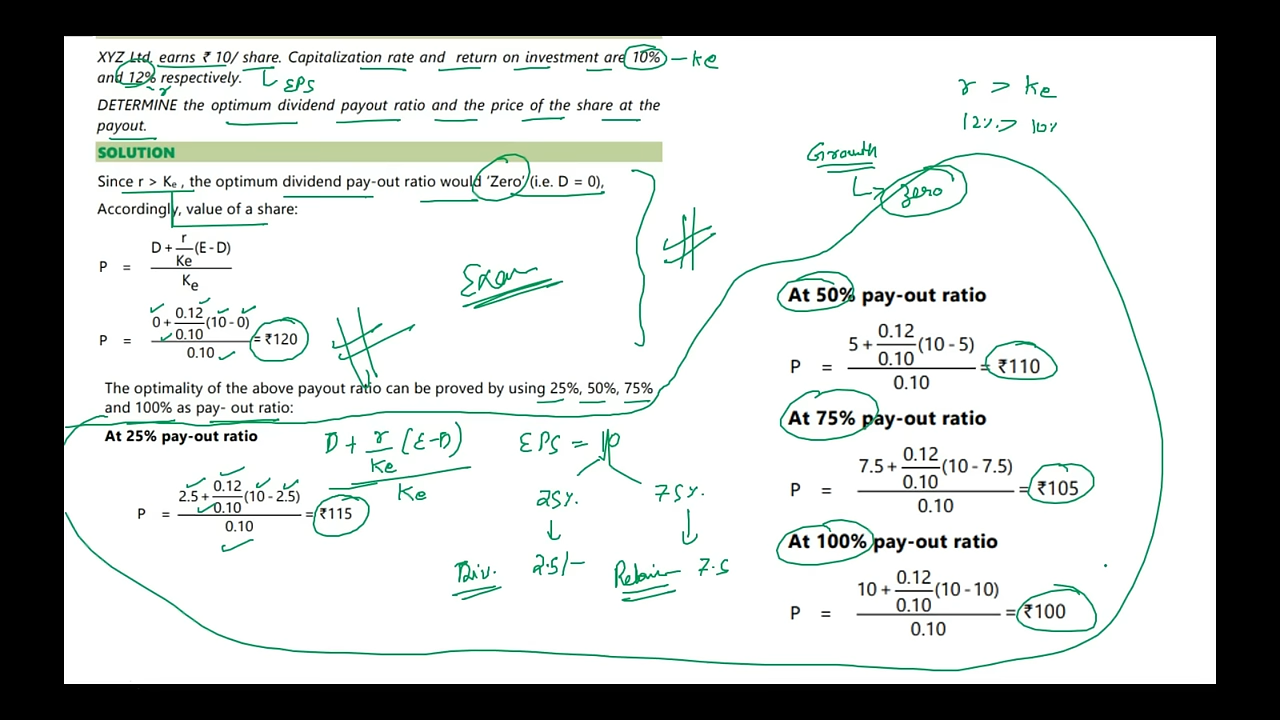 XYZ Ltd. earns ₹ 10/ share. Capitalization rate and return on investment are 10% – Ke
and 12% respectively.
r
EPS
DETERMINE the optimum dividend payout ratio and the price of the share at the
payout.
SOLUTION
Since r > Ke , the optimum dividend pay-out ratio would 'Zero' (i.e. D = 0),
Accordingly, value of a share:
P = (D + r/Ke (E - D)) / Ke
P = (0 + 0.12/0.10 (10 - 0)) / 0.10 = ₹120
Exam
The optimality of the above payout ratio can be proved by using 25%, 50%, 75%
and 100% as pay- out ratio:
At 25% pay-out ratio
P = (2.5 + 0.12/0.10 (10 - 2.5)) / 0.10 = ₹115
(D + r/Ke (E-D)) / Ke
EPS = 10
25%. 75%.
Div. 2.5/- Retain 7.5
r > Ke
12% > 10%
Growth
Zero
At 50% pay-out ratio
P = (5 + 0.12/0.10 (10 - 5)) / 0.10 = ₹110
At 75% pay-out ratio
P = (7.5 + 0.12/0.10 (10 - 7.5)) / 0.10 = ₹105
At 100% pay-out ratio
P = (10 + 0.12/0.10 (10 - 10)) / 0.10 = ₹100